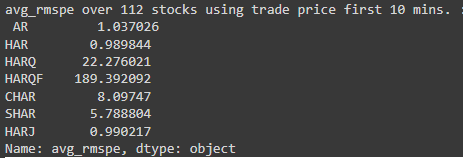 avg_rmspe over 112 stocks using trade price first 10 mins. :
AR 1.037026
HAR 0.989844
HARQ 22.276021
HARQF 189.392092
CHAR 8.09747
SHAR 5.788804
HARJ 0.990217
Name: avg_rmspe, dtype: object